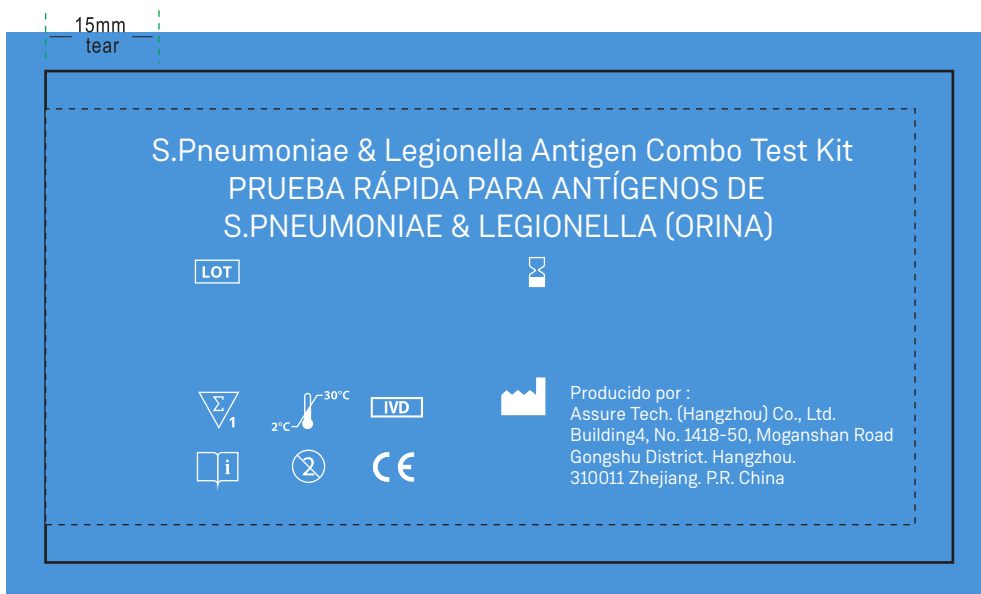 15mm
tear
S.Pneumoniae & Legionella Antigen Combo Test Kit
PRUEBA RÁPIDA PARA ANTÍGENOS DE
S.PNEUMONIAE & LEGIONELLA (ORINA)
LOT
Σ
1
2°C
30°C
IVD
Producido por :
Assure Tech. (Hangzhou) Co., Ltd.
Building4, No. 1418-50, Moganshan Road
Gongshu District. Hangzhou.
310011 Zhejiang. P.R. China
i
2
CE